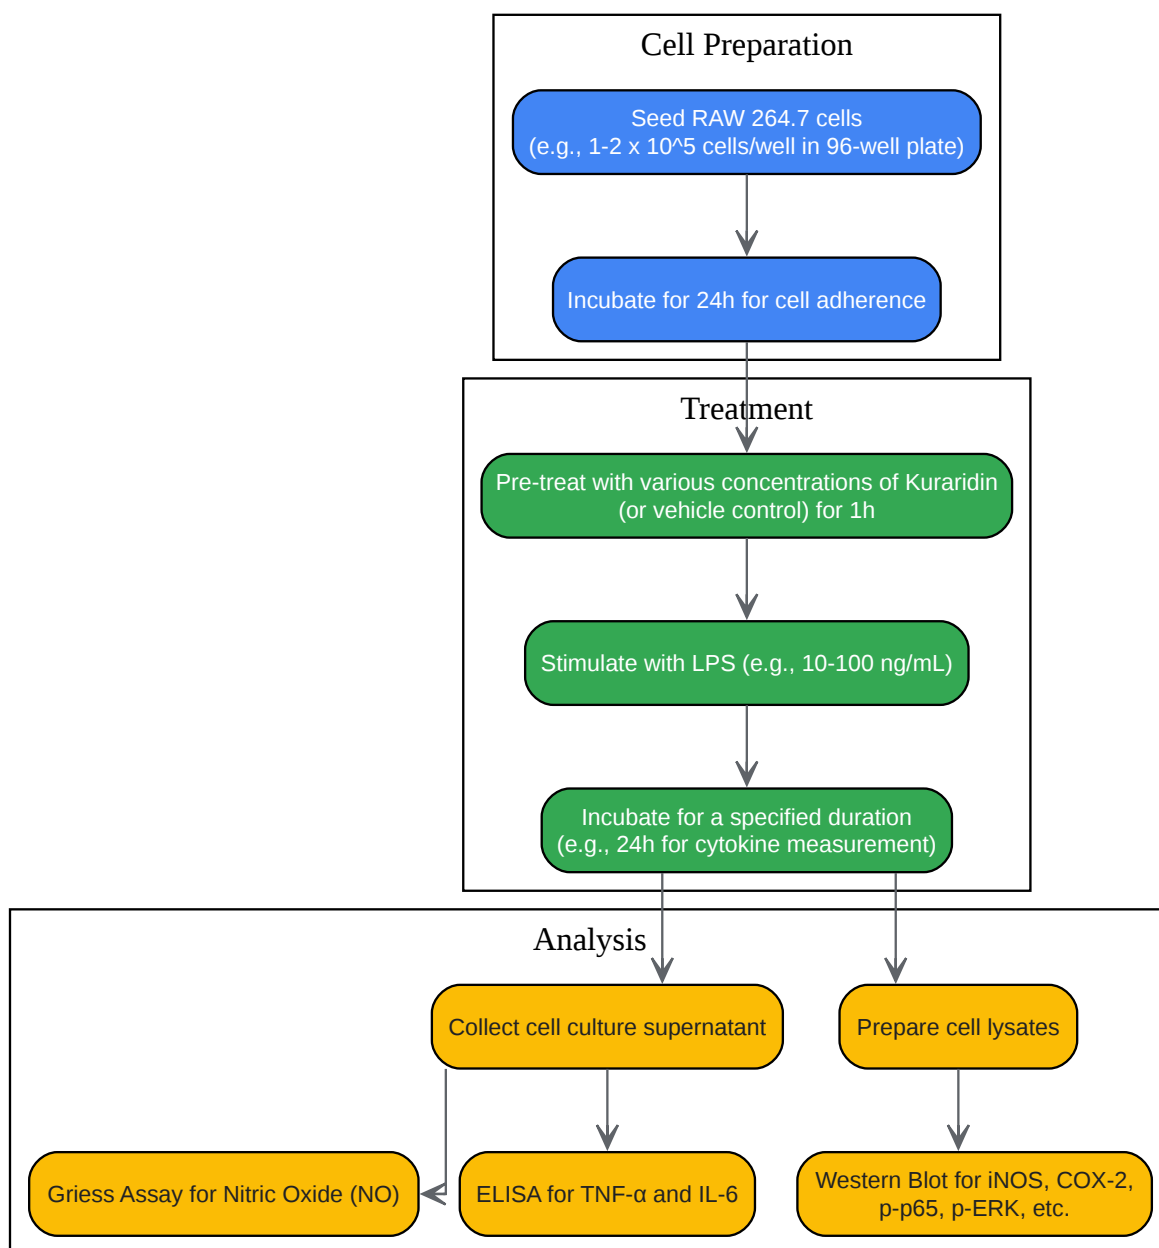 Cell Preparation
Seed RAW 264.7 cells
(e.g., 1-2 x 10^5 cells/well in 96-well plate)
Incubate for 24h for cell adherence
Treatment
Pre-treat with various concentrations of Kuraridin
(or vehicle control) for 1h
Stimulate with LPS (e.g., 10-100 ng/mL)
Incubate for a specified duration
(e.g., 24h for cytokine measurement)
Analysis
Collect cell culture supernatant
Prepare cell lysates
Griess Assay for Nitric Oxide (NO)
ELISA for TNF-α and IL-6
Western Blot for iNOS, COX-2,
p-p65, p-ERK, etc.